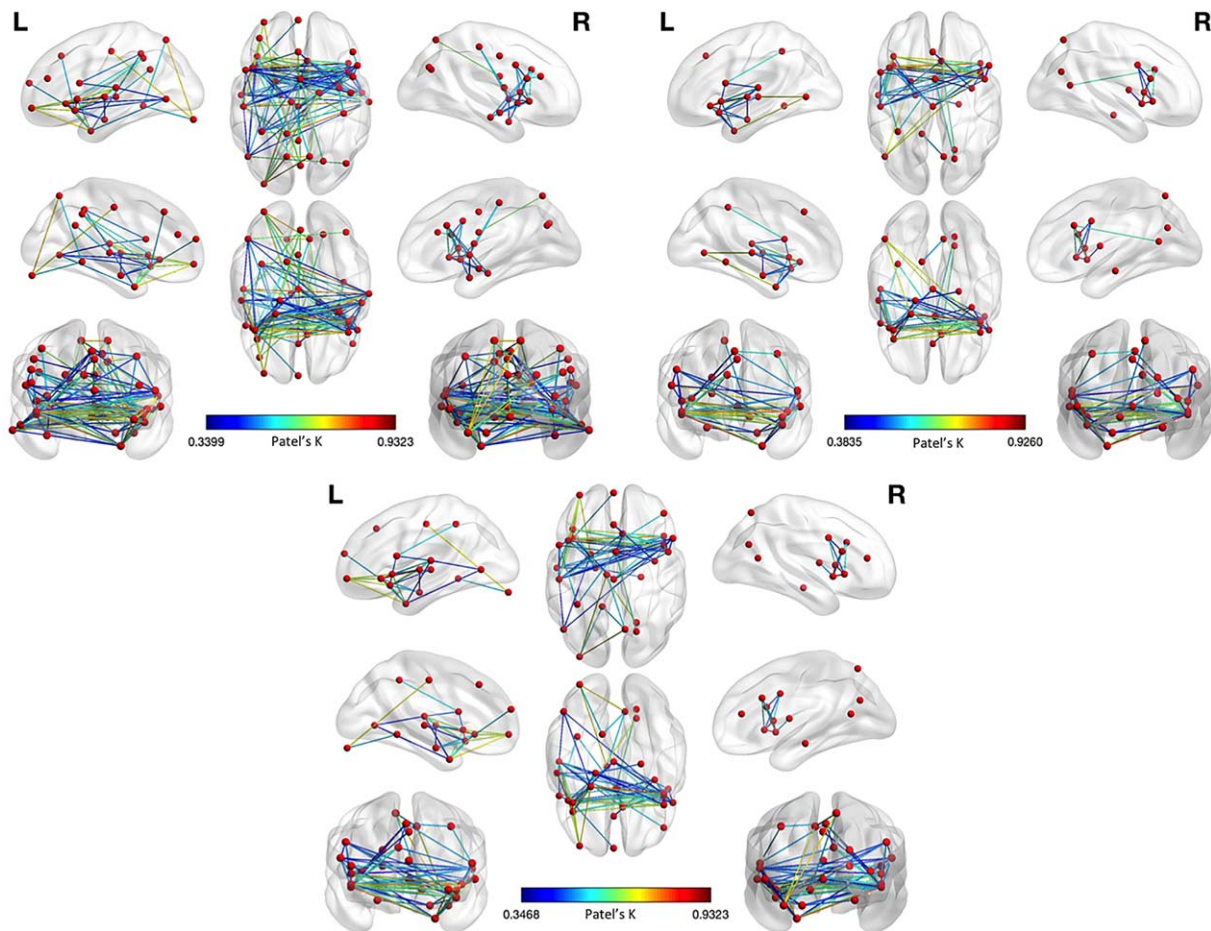 L R
L R
0.3399 Patel's K 0.9323
0.3835 Patel's K 0.9260
L R
0.3468 Patel's K 0.9323